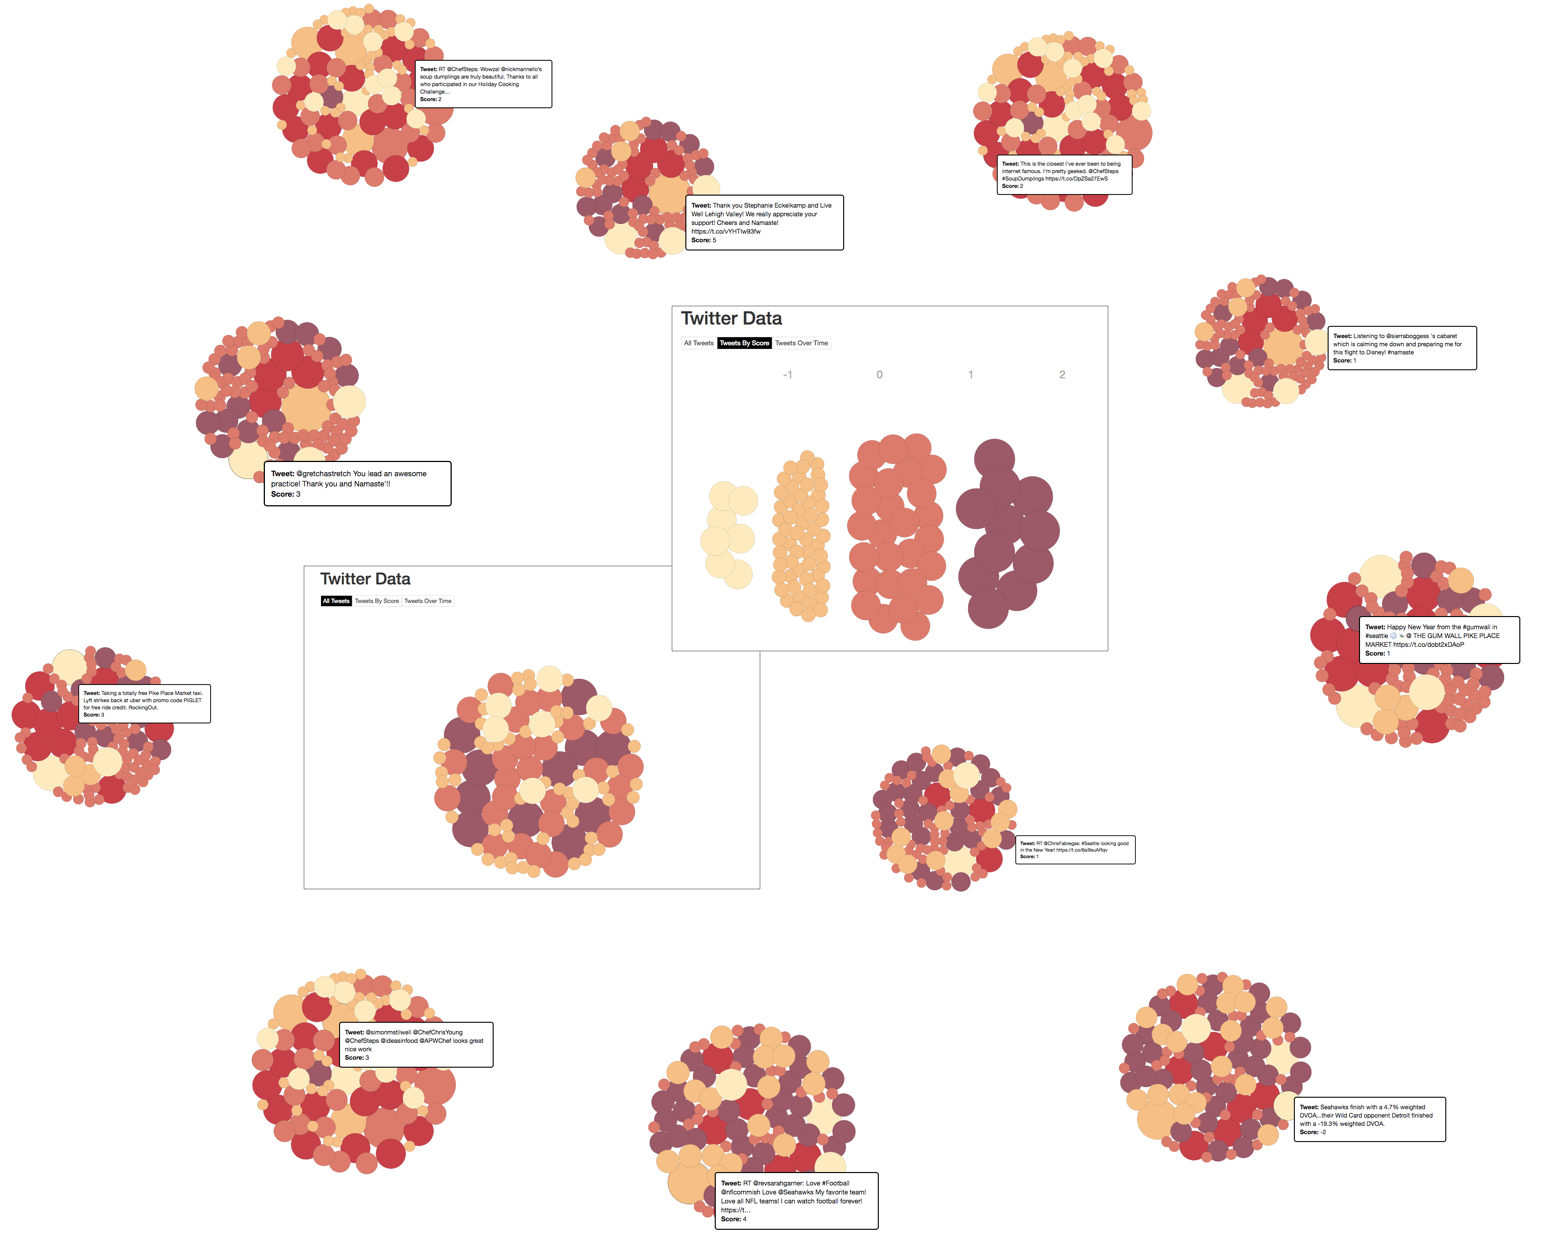 Tweet: RT @ChefSteps: Wowza! @nickmarinello's
soup dumplings are truly beautiful. Thanks to all
who participated in our Holiday Cooking
Challenge...
Score: 2
Tweet: Thank you Stephanie Eckelkamp and Live
Well Lehigh Valley! We really appreciate your
support! Cheers and Namaste!
https://t.co/vYHTlw93fw
Score: 5
Tweet: This is the closest I've ever been to being
internet famous. I'm pretty geeked. @ChefSteps
#SoupDumplings https://t.co/DpZSa27EwS
Score: 2
Twitter Data
All Tweets Tweets By Score Tweets Over Time
-1 0 1 2
Tweet: Listening to @sierraboggess 's cabaret
which is calming me down and preparing me for
this flight to Disney! #namaste
Score: 1
Tweet: @gretchastretch You lead an awesome
practice! Thank you and Namaste'!!
Score: 3
Twitter Data
All Tweets Tweets By Score Tweets Over Time
Tweet: Happy New Year from the #gumwall in
#seattle @ THE GUM WALL PIKE PLACE
MARKET https://t.co/dobt2xDAoP
Score: 1
Tweet: Taking a totally free Pike Place Market taxi.
Lyft strikes back at uber with promo code PIGLET
for free ride credit. RockingOut.
Score: 3
Tweet: RT @ChrisFabregas: #Seattle looking good
in the New Year!
Score: 1
Tweet: @simonmstilwell @ChefChrisYoung
@ChefSteps @ideasinfood @APWChef looks great
nice work
Score: 3
Tweet: Seahawks finish with a 4.7% weighted
DVOA...their Wild Card opponent Detroit finished
with a -19.3% weighted DVOA.
Score: -2
Tweet: RT @revsarahgarner: Love #Football
@nflcommish Love @Seahawks My favorite team!
Love all NFL teams! I can watch football forever!
https://t...
Score: 4